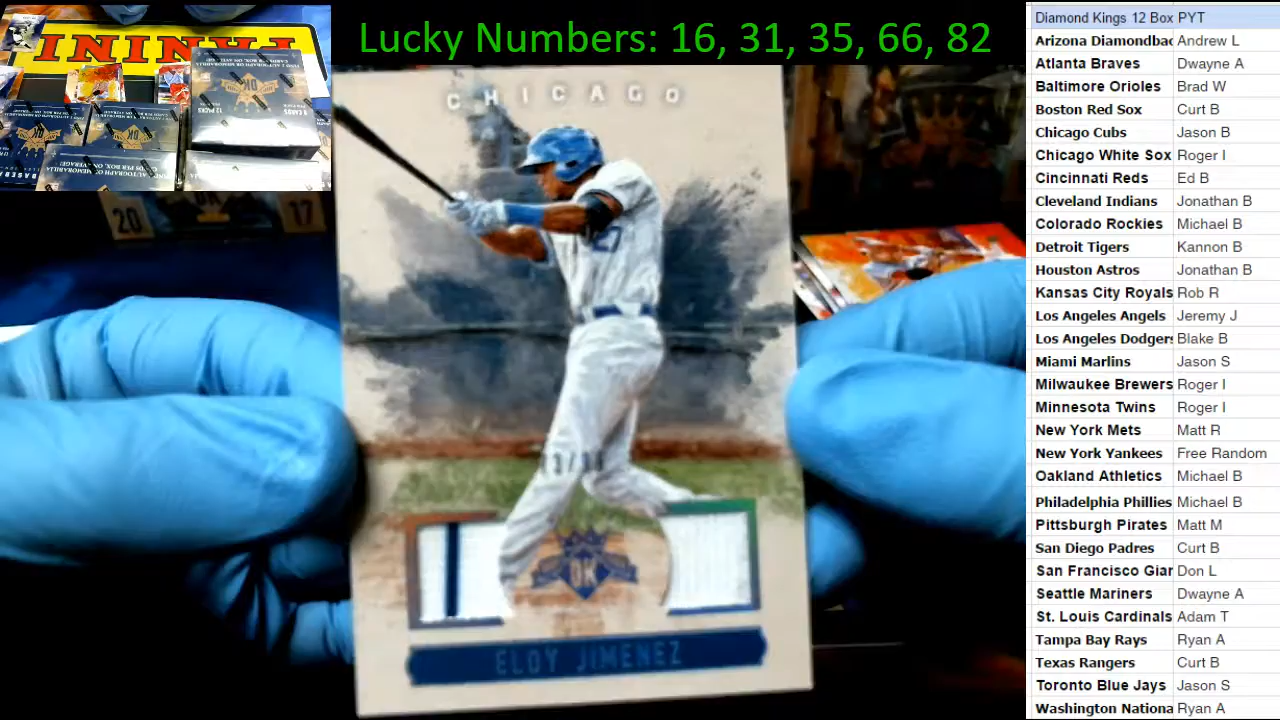 Lucky Numbers: 16, 31, 35, 66, 82
PANINI
CHICAGO
20
17
27
DK
ELOY JIMENEZ
Diamond Kings 12 Box PYT
Arizona Diamondbac Andrew L
Atlanta Braves Dwayne A
Baltimore Orioles Brad W
Boston Red Sox Curt B
Chicago Cubs Jason B
Chicago White Sox Roger I
Cincinnati Reds Ed B
Cleveland Indians Jonathan B
Colorado Rockies Michael B
Detroit Tigers Kannon B
Houston Astros Jonathan B
Kansas City Royals Rob R
Los Angeles Angels Jeremy J
Los Angeles Dodgers Blake B
Miami Marlins Jason S
Milwaukee Brewers Roger I
Minnesota Twins Roger I
New York Mets Matt R
New York Yankees Free Random
Oakland Athletics Michael B
Philadelphia Phillies Michael B
Pittsburgh Pirates Matt M
San Diego Padres Curt B
San Francisco Giar Don L
Seattle Mariners Dwayne A
St. Louis Cardinals Adam T
Tampa Bay Rays Ryan A
Texas Rangers Curt B
Toronto Blue Jays Jason S
Washington Nationa Ryan A